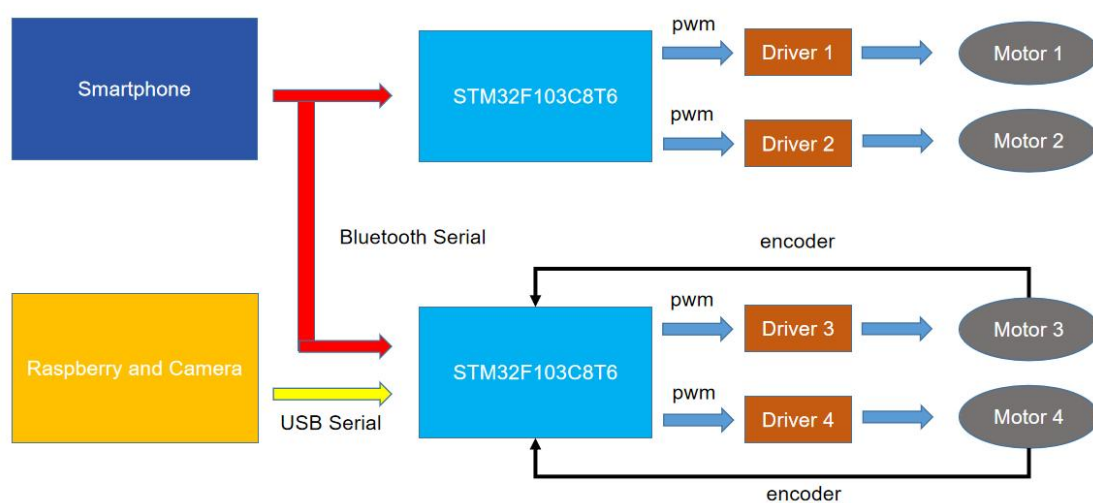 pwm
Driver 1
Motor 1
Smartphone
STM32F103C8T6
pwm
Driver 2
Motor 2
Bluetooth Serial
encoder
pwm
Driver 3
Motor 3
Raspberry and Camera
STM32F103C8T6
pwm
USB Serial
Driver 4
Motor 4
encoder